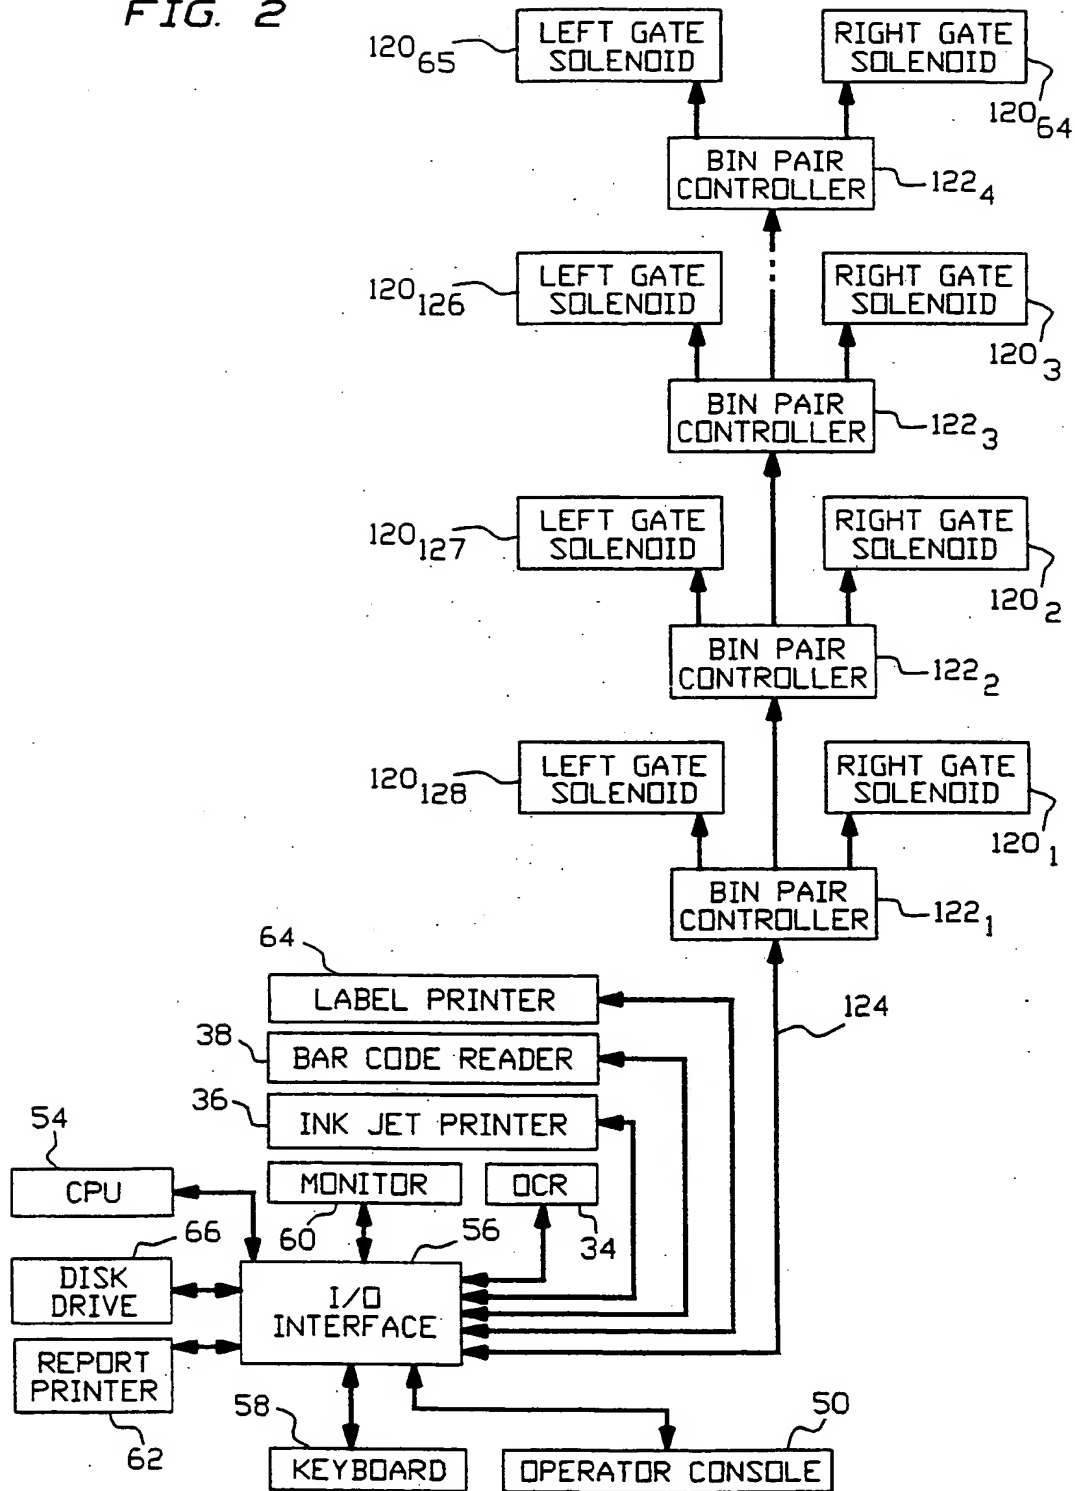 FIG. 2
LEFT GATE
SOLENOID
120 65
RIGHT GATE
SOLENOID
120 64
BIN PAIR
CONTROLLER
122 4
LEFT GATE
SOLENOID
120 126
RIGHT GATE
SOLENOID
120 3
BIN PAIR
CONTROLLER
122 3
LEFT GATE
SOLENOID
120 127
RIGHT GATE
SOLENOID
120 2
BIN PAIR
CONTROLLER
122 2
LEFT GATE
SOLENOID
120 128
RIGHT GATE
SOLENOID
120 1
BIN PAIR
CONTROLLER
122 1
64
LABEL PRINTER
124
38
BAR CODE READER
36
INK JET PRINTER
54
CPU
MONITOR
60
OCR
34
56
66
DISK
DRIVE
I/O
INTERFACE
REPORT
PRINTER
62
58
KEYBOARD
50
OPERATOR CONSOLE